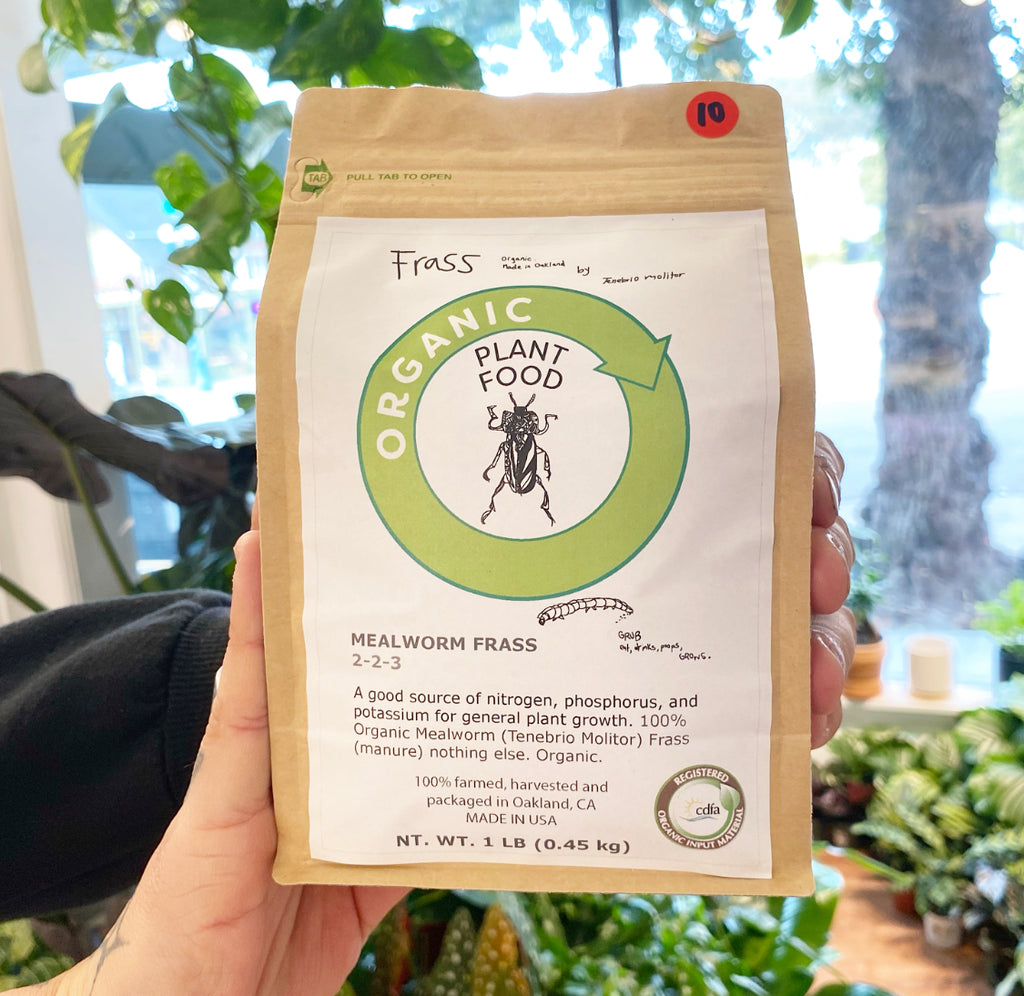 10
TAB
PULL TAB TO OPEN
Frass
Organic
Made in Oakland
by
Tenebrio molitor
ORGANIC
PLANT
FOOD
GRUB
eat, drinks, poops,
GROWS.
MEALWORM FRASS
2-2-3
A good source of nitrogen, phosphorus, and
potassium for general plant growth. 100%
Organic Mealworm (Tenebrio Molitor) Frass
(manure) nothing else. Organic.
100% farmed, harvested and
packaged in Oakland, CA
MADE IN USA
NT. WT. 1 LB (0.45 kg)
REGISTERED
cdfa
ORGANIC INPUT MATERIAL